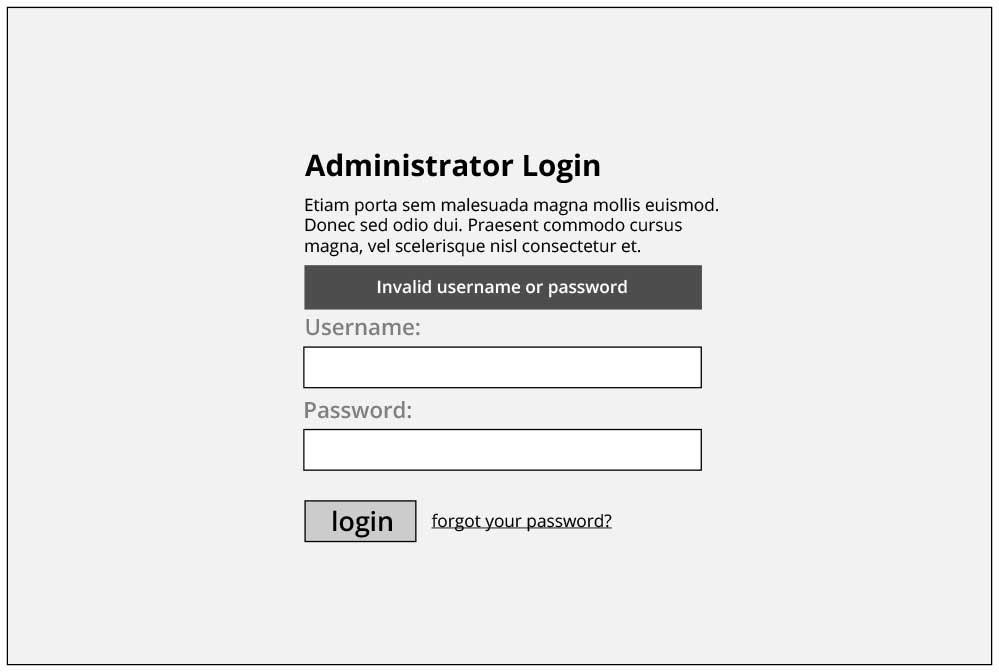 Administrator Login
Etiam porta sem malesuada magna mollis euismod.
Donec sed odio dui. Praesent commodo cursus
magna, vel scelerisque nisl consectetur et.
Invalid username or password
Username:
Password:
login forgot your password?